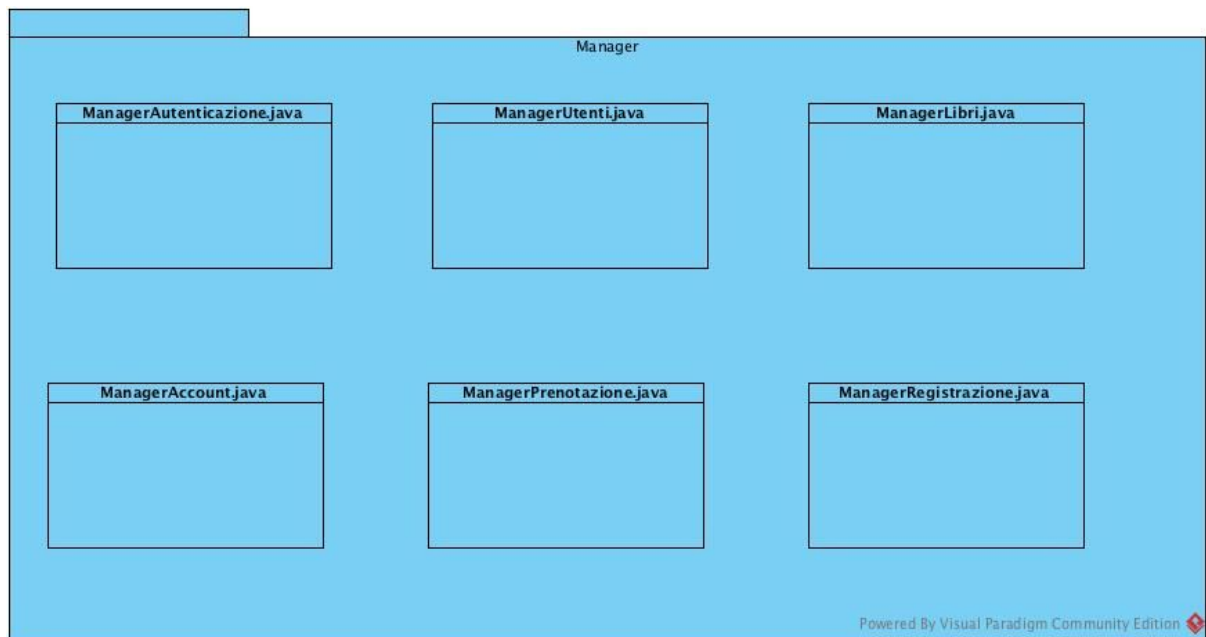 Manager
ManagerAutenticazione.java
ManagerUtenti.java
ManagerLibri.java
ManagerAccount.java
ManagerPrenotazione.java
ManagerRegistrazione.java
Powered By Visual Paradigm Community Edition